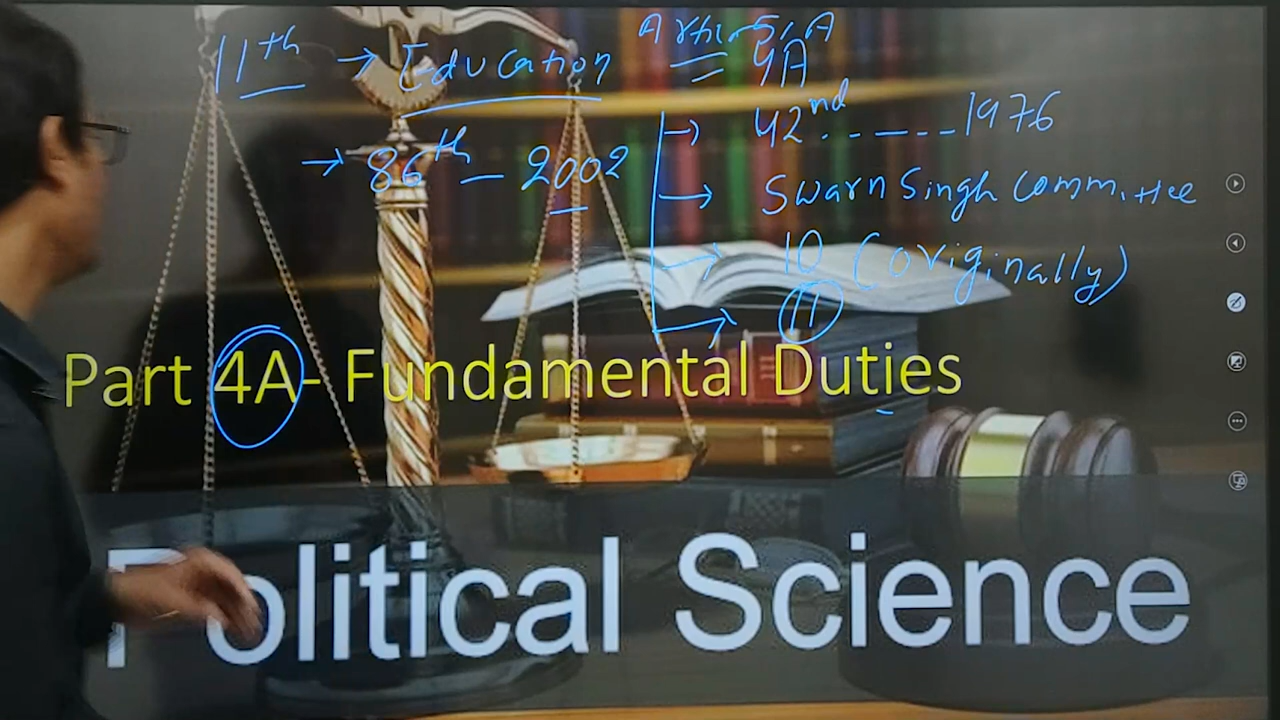 Artic 51A
11th → Education = 4A
→ 42nd ------1976
→ 86th - 2002
→ Swarn Singh Committee
→ 10 (originally)
→ 11
Part 4A- Fundamental Duties
Political Science